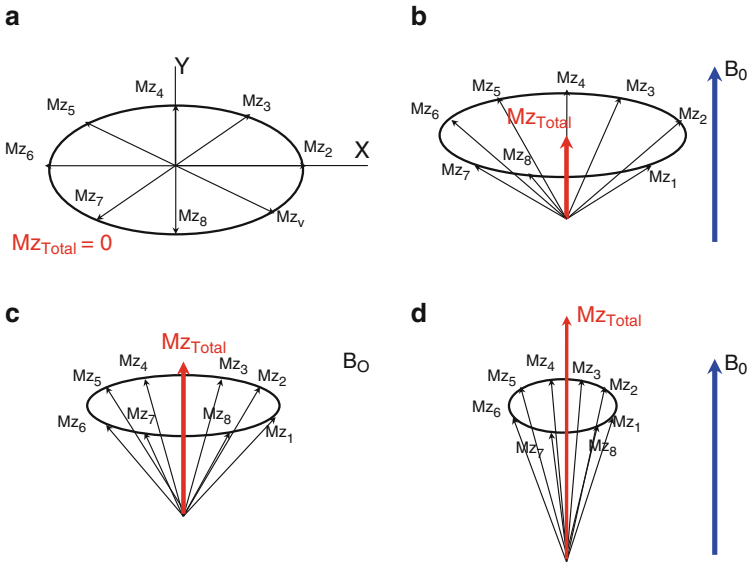 a
Y
Mz4
Mz5
Mz3
Mz6
Mz2
X
Mz7
Mz8
Mzv
MzTotal = 0
b
B0
Mz4
Mz5
Mz3
Mz6
MzTotal
Mz2
Mz8
Mz7
Mz1
c
MzTotal
BO
Mz4
Mz3
Mz5
Mz2
Mz7
Mz8
Mz6
Mz1
d
MzTotal
B0
Mz4
Mz3
Mz5
Mz2
Mz6
Mz1
Mz7
Mz8